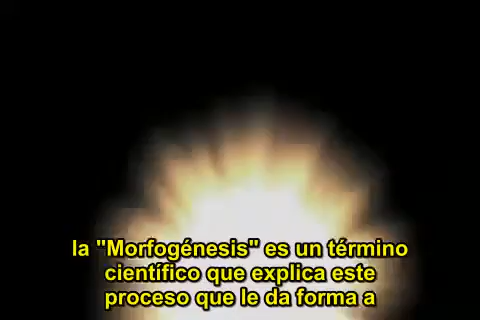 la "Morfogénesis" es un término
científico que explica este
proceso que le da forma a